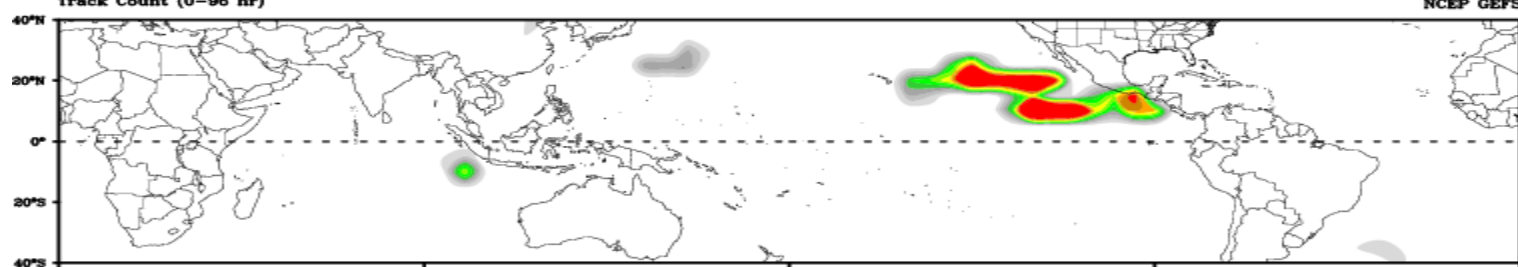 Track Count (0-96 hr)
NCEP GEFS
40°N
20°N
0°
20°S
40°S